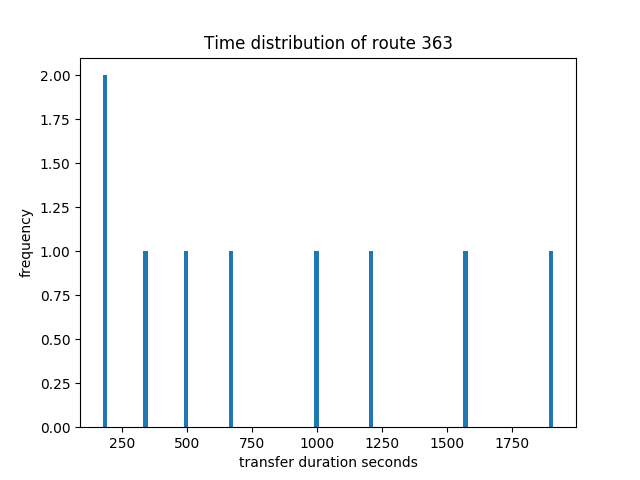 Time distribution of route 363
2.00
1.75
1.50
1.25
1.00
0.75
0.50
0.25
0.00
frequency
250 500 750 1000 1250 1500 1750
transfer duration seconds